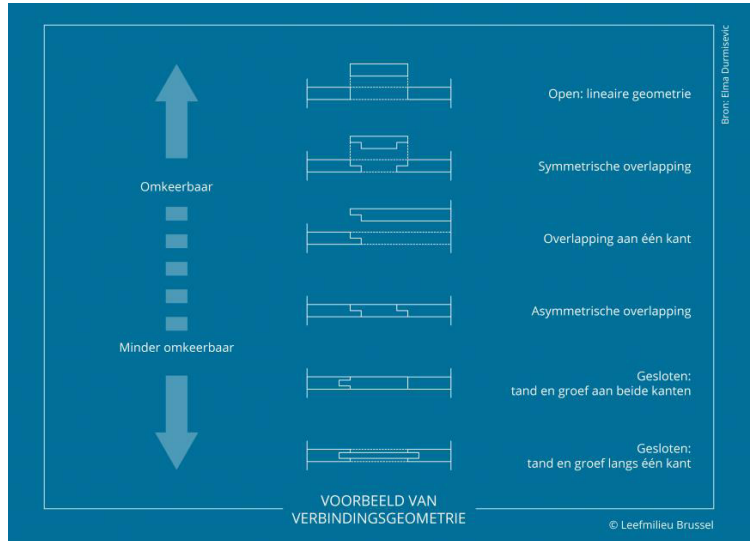 Bron: Elma Durmisevic
Open: lineaire geometrie
Symmetrische overlapping
Omkeerbaar
Overlapping aan één kant
Asymmetrische overlapping
Minder omkeerbaar
Gesloten:
tand en groef aan beide kanten
Gesloten:
tand en groef langs één kant
VOORBEELD VAN
VERBINDINGSGEOMETRIE
© Leefmilieu Brussel